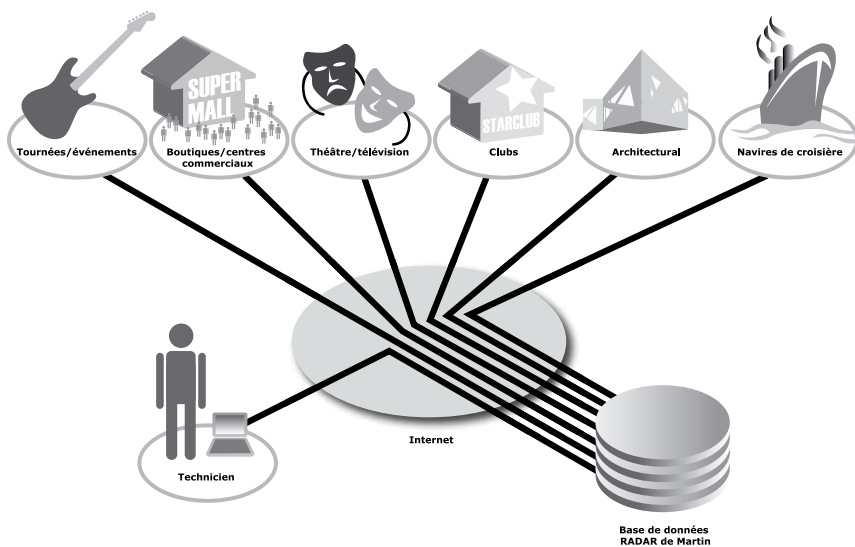 SUPER
MALL
STARCLUB
Tournées/événements
Boutiques/centres
commerciaux
Théâtre/télévision
Clubs
Architectural
Navires de croisière
Internet
Technicien
Base de données
RADAR de Martin